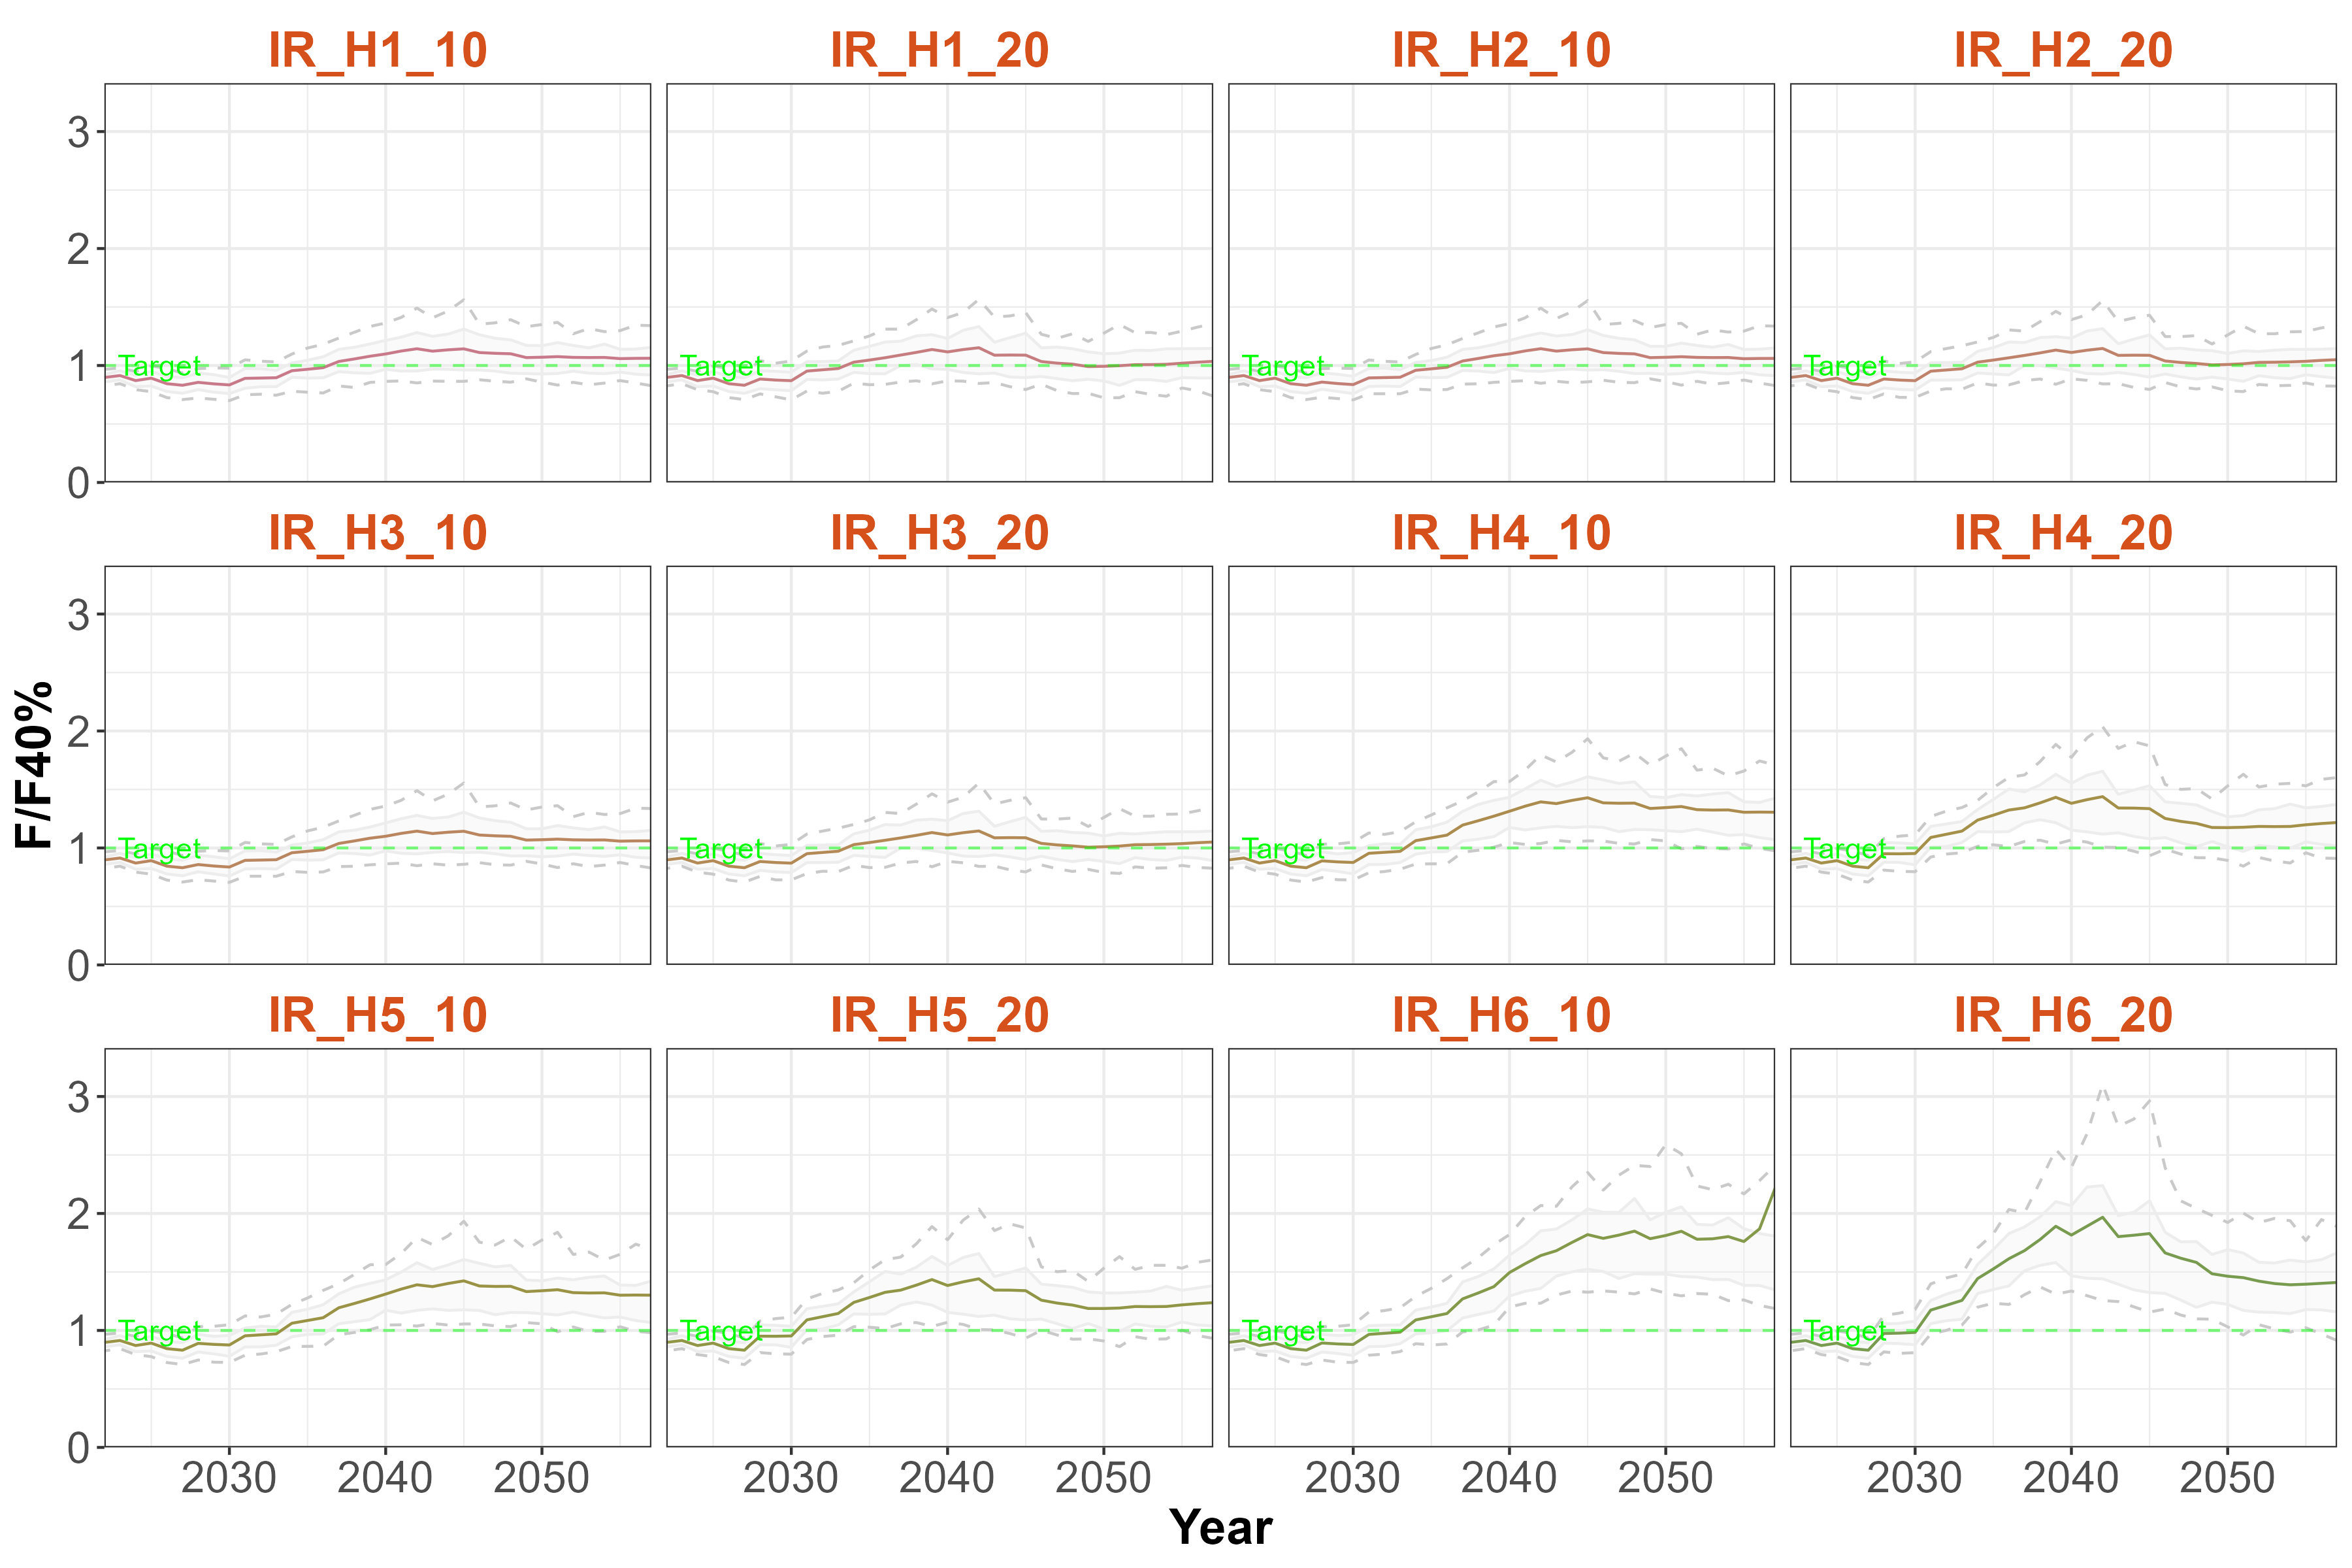 IR_H1_10 IR_H1_20 IR_H2_10 IR_H2_20
3
2
1
0
Target Target Target Target
IR_H3_10 IR_H3_20 IR_H4_10 IR_H4_20
3
2
1
0
Target Target Target Target
F/F40%
IR_H5_10 IR_H5_20 IR_H6_10 IR_H6_20
3
2
1
0
Target Target Target Target
2030 2040 2050 2030 2040 2050 2030 2040 2050 2030 2040 2050
Year